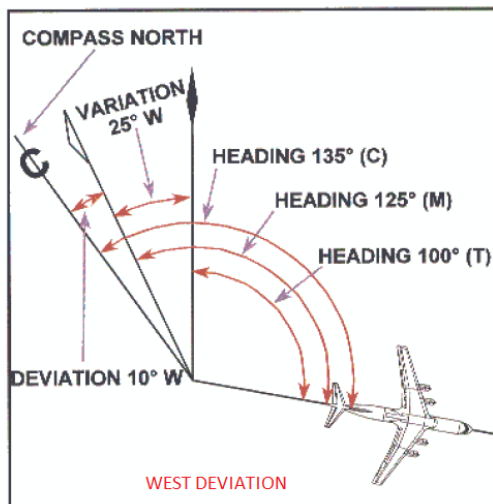 COMPASS NORTH
VARIATION
25° W
C
HEADING 135° (C)
HEADING 125° (M)
HEADING 100° (T)
DEVIATION 10° W
WEST DEVIATION